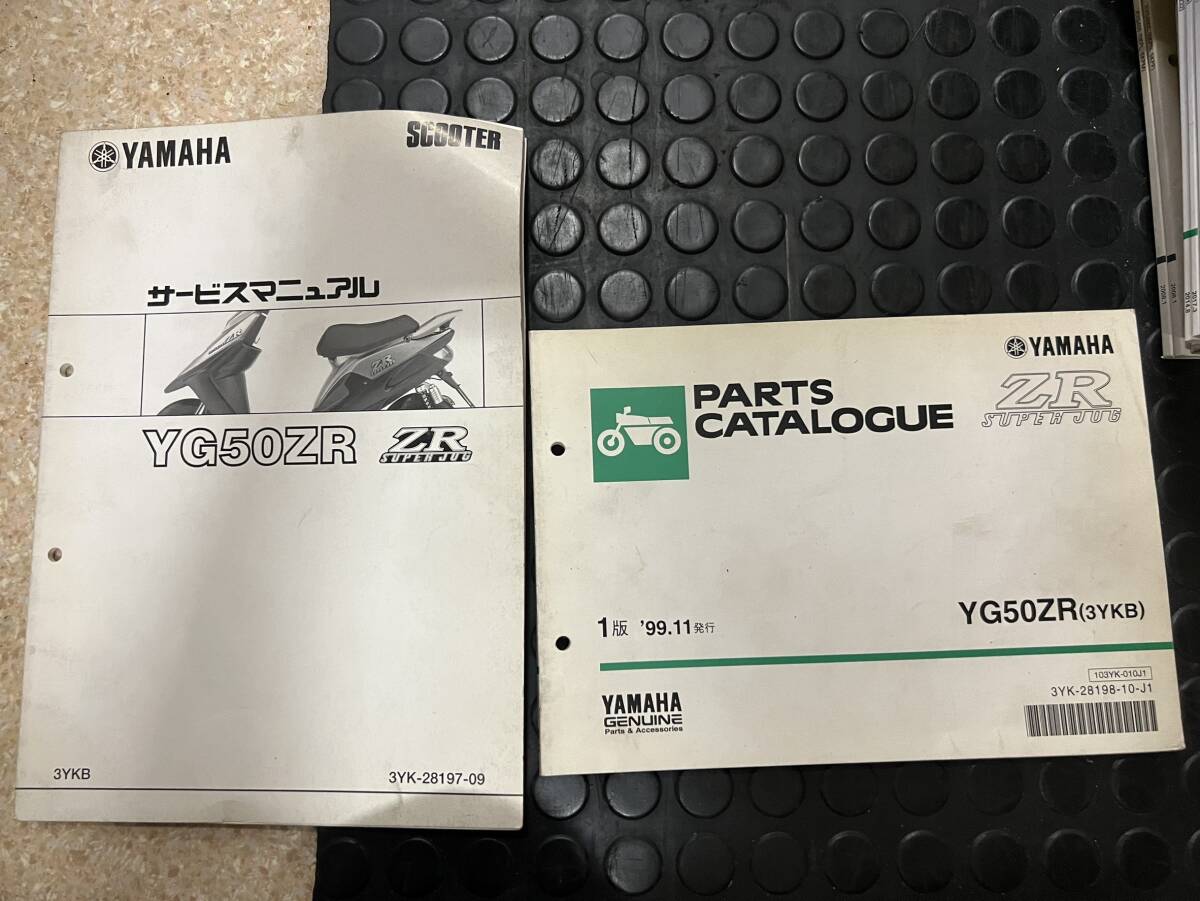 YAMAHA
SCOOTER
サービスマニュアル
ZR
YG50ZR
ZR
SUPER JOG
3YKB
3YK-28197-09
YAMAHA
PARTS
CATALOGUE
ZR
SUPER JOG
1版 '99.11発行
YG50ZR(3YKB)
103YK-010J1
3YK-28198-10-J1
YAMAHA
GENUINE
Parts & Accessories